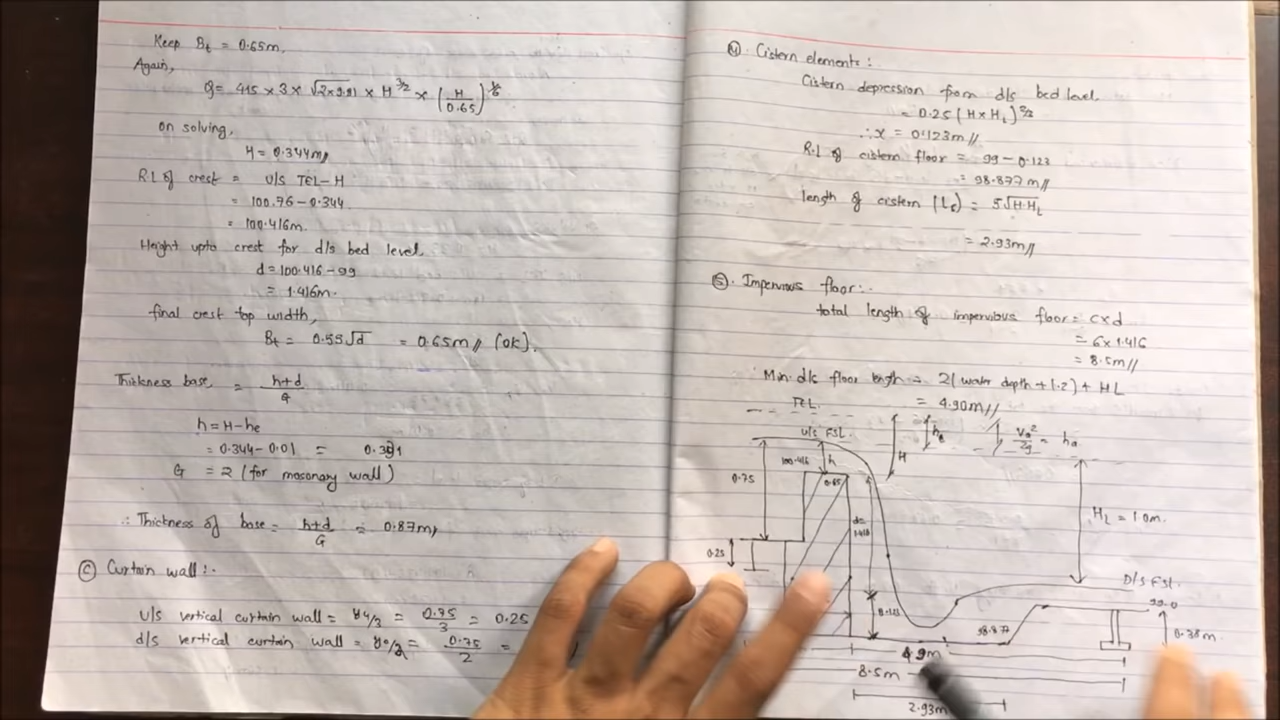 Keep Bt = 0.65m,
Again,
Q = 415 × 3 × √(2×9.81) × H^3/2 × (H/0.65)^1/6
on solving,
H = 0.344m//
R.L of crest = U/S TEL-H
= 100.76 - 0.344
= 100.416m.
Height upto crest for d/s bed level,
d = 100.416 - 99
= 1.416m.
final crest top width,
Bt = 0.55√d = 0.65m// (OK).
Thickness base, = h+d/G
h = H-he
= 0.344-0.01 =
G = 2 (for masonary wall)
∴ Thickness of base = h+d/G = 0.87m//
(C) Curtain wall:-
u/s vertical curtain wall = y4/3 = 0.75/3 = 0.25
d/s vertical curtain wall = = 0.75/2 =
(4). Cistern elements:
Cistern depression from d/s bed level,
= 0.25 (H×HL)^2/3
∴x = 0.123m//
R.L of cistern floor = 99 - 0.123
= 98.877m//
length of cistern (Lc) = 5√H.HL
= 2.93m//
(5). Impervious floor:-
total length of impervious floor = c×d
= 6×1.416
= 8.5m//
Min. d/s floor length = 2(water depth+1.2) + HL
= 4.90m//
TEL.
u/s FSL.
H
he
Va²/2g = ha
100.416
h
0.75
0.65
d=
1.416
HL = 1.0m.
0.25
D/s FSL.
99.0
0.123
98.877
0.38m.
4.9m
8.5m
2.93m